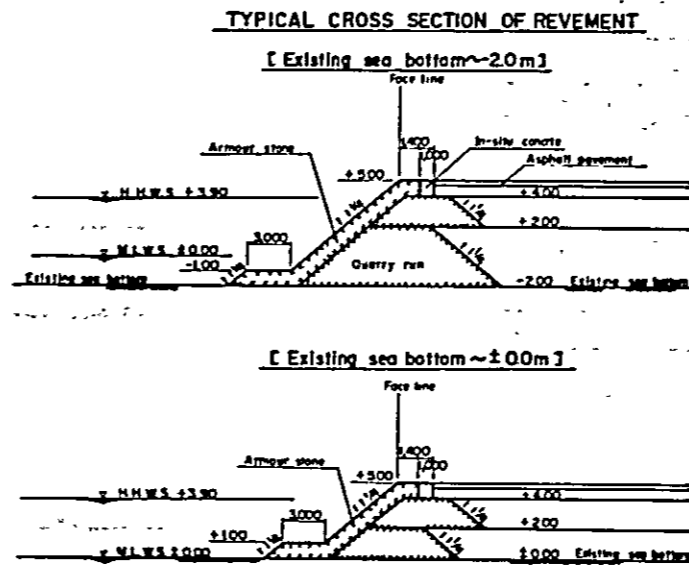 TYPICAL CROSS SECTION OF REVEMENT
[ Existing sea bottom~-2.0m ]
Face line
1,400
1,000
In-situ concrete
Armour stone
Asphalt pavement
+5.00
H.H.W.S. +3.90
+4.00
+2.00
3,000
M.L.W.S. ±0.00
-1.00
Quarry run
Existing sea bottom
-2.00
Existing sea bottom
[ Existing sea bottom ~ ±0.0m ]
Face line
1,400
1,000
Armour stone
+5.00
H.H.W.S. +3.90
+4.00
3,000
+2.00
+1.00
M.L.W.S. ±0.00
±0.00
Existing sea bottom